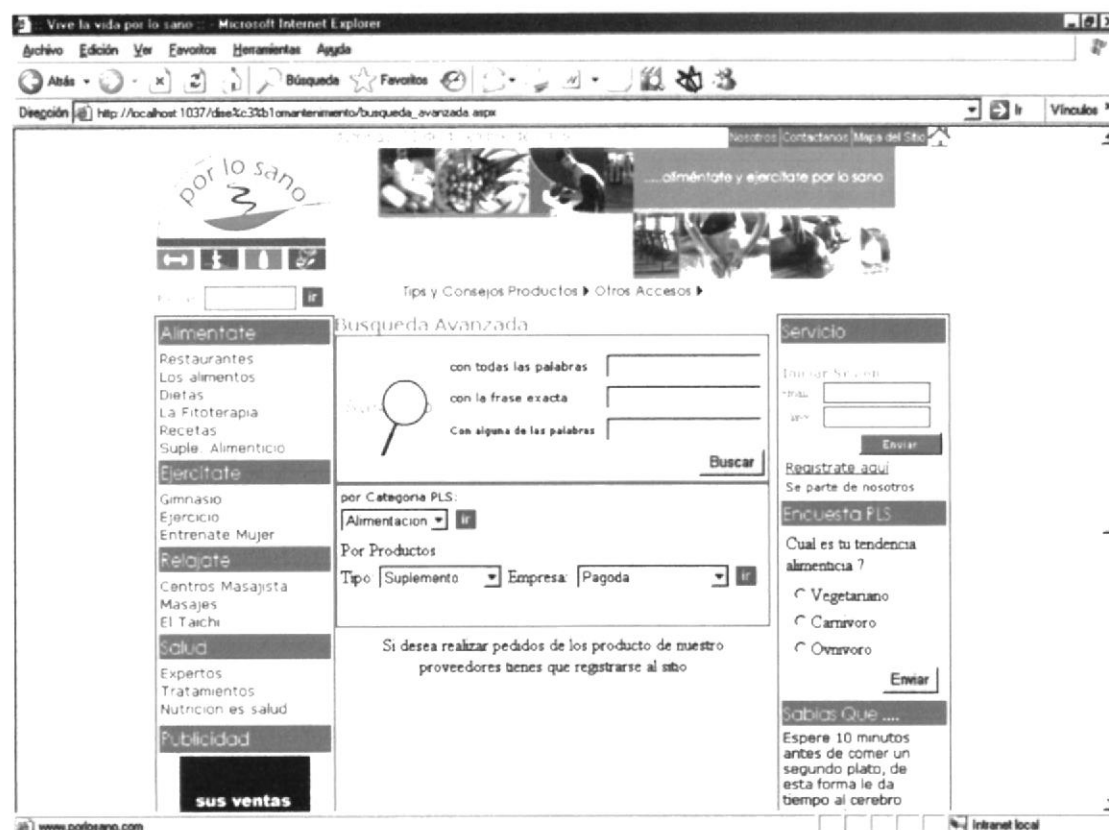 :: Vive la vida por lo sano :: - Microsoft Internet Explorer
Archivo Edición Ver Favoritos Herramientas Ayuda
Atrás Búsqueda Favoritos
Dirección http://localhost:1037/dise%c3%b1omantenimiento/busqueda_avanzada.aspx Ir Vínculos
Nosotros Contactanos Mapa del Sitio
por lo sano
....aliméntate y ejercítate por lo sano
ir
Tips y Consejos Productos Otros Accesos
Alimentate
Restaurantes
Los alimentos
Dietas
La Fitoterapia
Recetas
Suple. Alimenticio
Ejercítate
Gimnasio
Ejercicio
Entrenate Mujer
Relajate
Centros Masajista
Masajes
El Taichi
Salud
Expertos
Tratamientos
Nutricion es salud
Publicidad
sus ventas
Busqueda Avanzada
con todas las palabras
con la frase exacta
Con alguna de las palabras
Buscar
por Categoria PLS:
Alimentacion ir
Por Productos
Tipo: Suplemento Empresa: Pagoda ir
Si desea realizar pedidos de los producto de nuestro
proveedores tienes que registrarse al sitio
Servicio
Iniciar Sesion
Enviar
Registrate aquí
Se parte de nosotros
Encuesta PLS
Cual es tu tendencia
alimenticia ?
Vegetariano
Carnivoro
Ovnivoro
Enviar
Sabias Que ....
Espere 10 minutos
antes de comer un
segundo plato, de
esta forma le da
tiempo al cerebro
www.porlosano.com Intranet local